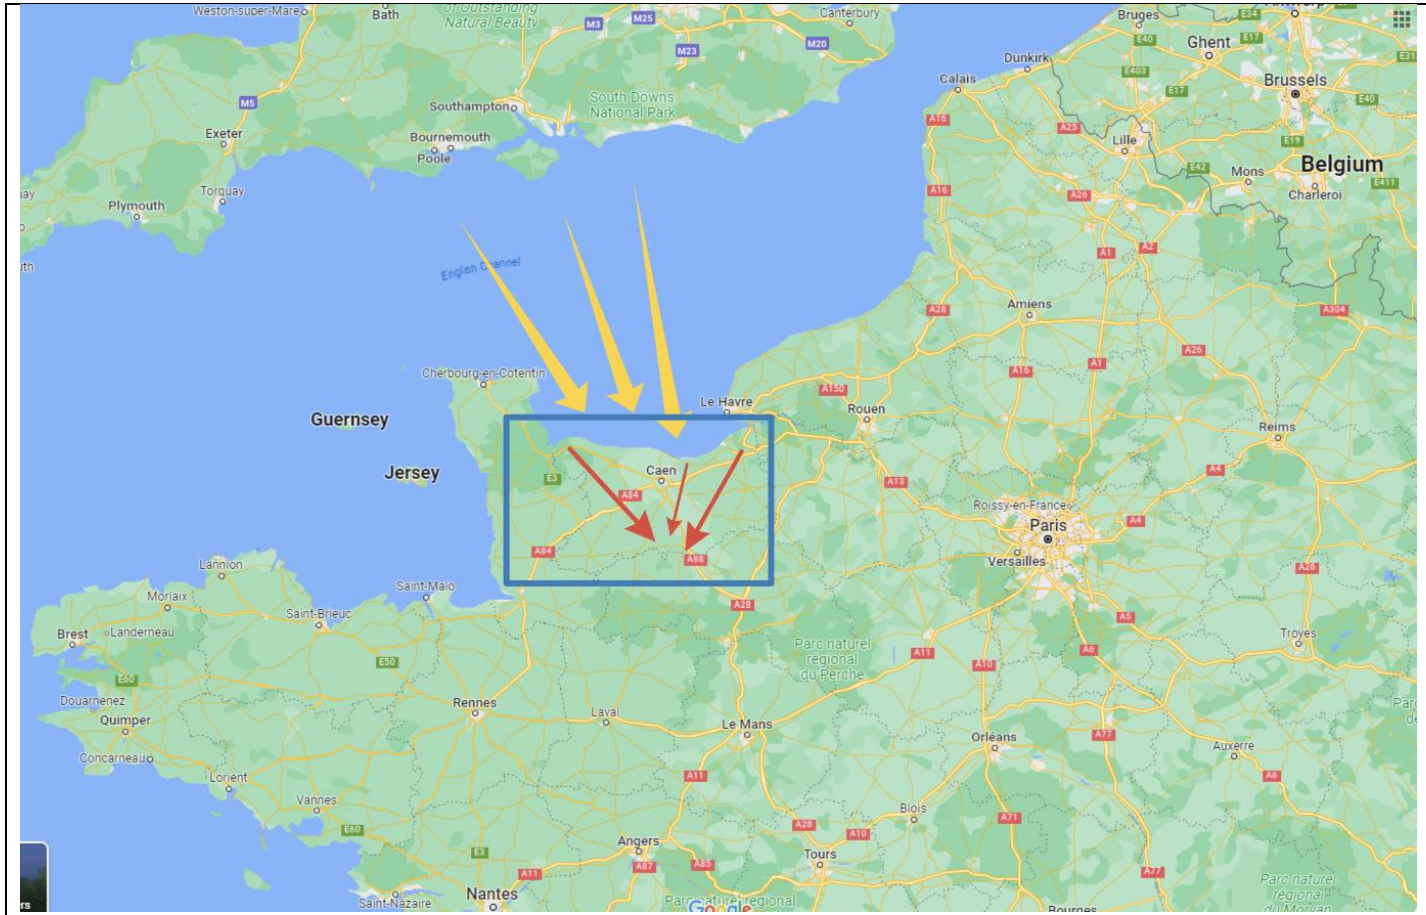 Weston-super-Mare
Bath
of Outstanding
Natural Beauty
M3
M25
M23
M20
Canterbury
Bruges
E34
E40
Ghent
E17
Dunkirk
Calais
E403
E17
Brussels
E40
M5
Southampton
South Downs
National Park
A16
A25
Lille
E19
Exeter
Bournemouth
Poole
E42
Mons
Belgium
E411
Charleroi
Torquay
Plymouth
A16
A26
English Channel
A1
A2
A28
Amiens
A304
A26
Cherbourg-en-Cotentin
A16
A1
A150
Le Havre
Rouen
Guernsey
Reims
Jersey
Caen
E3
A84
A13
A4
Roissy-en-France
Paris
A4
Versailles
A84
A88
A26
Lannion
Saint-Malo
Morlaix
Saint-Brieuc
A28
A5
Brest
Landerneau
Troyes
Parc naturel
régional
du Perche
A11
A10
A6
E50
E60
Douarnenez
Quimper
Rennes
Laval
Le Mans
Orléans
A77
Auxerre
Concarneau
Lorient
A11
A6
Vannes
Blois
A71
E60
A28
A10
E3
Angers
Tours
A11
A87
A85
A77
Nantes
Saint-Nazaire
Google
Parc naturel
régional
du Morvan
Bourges